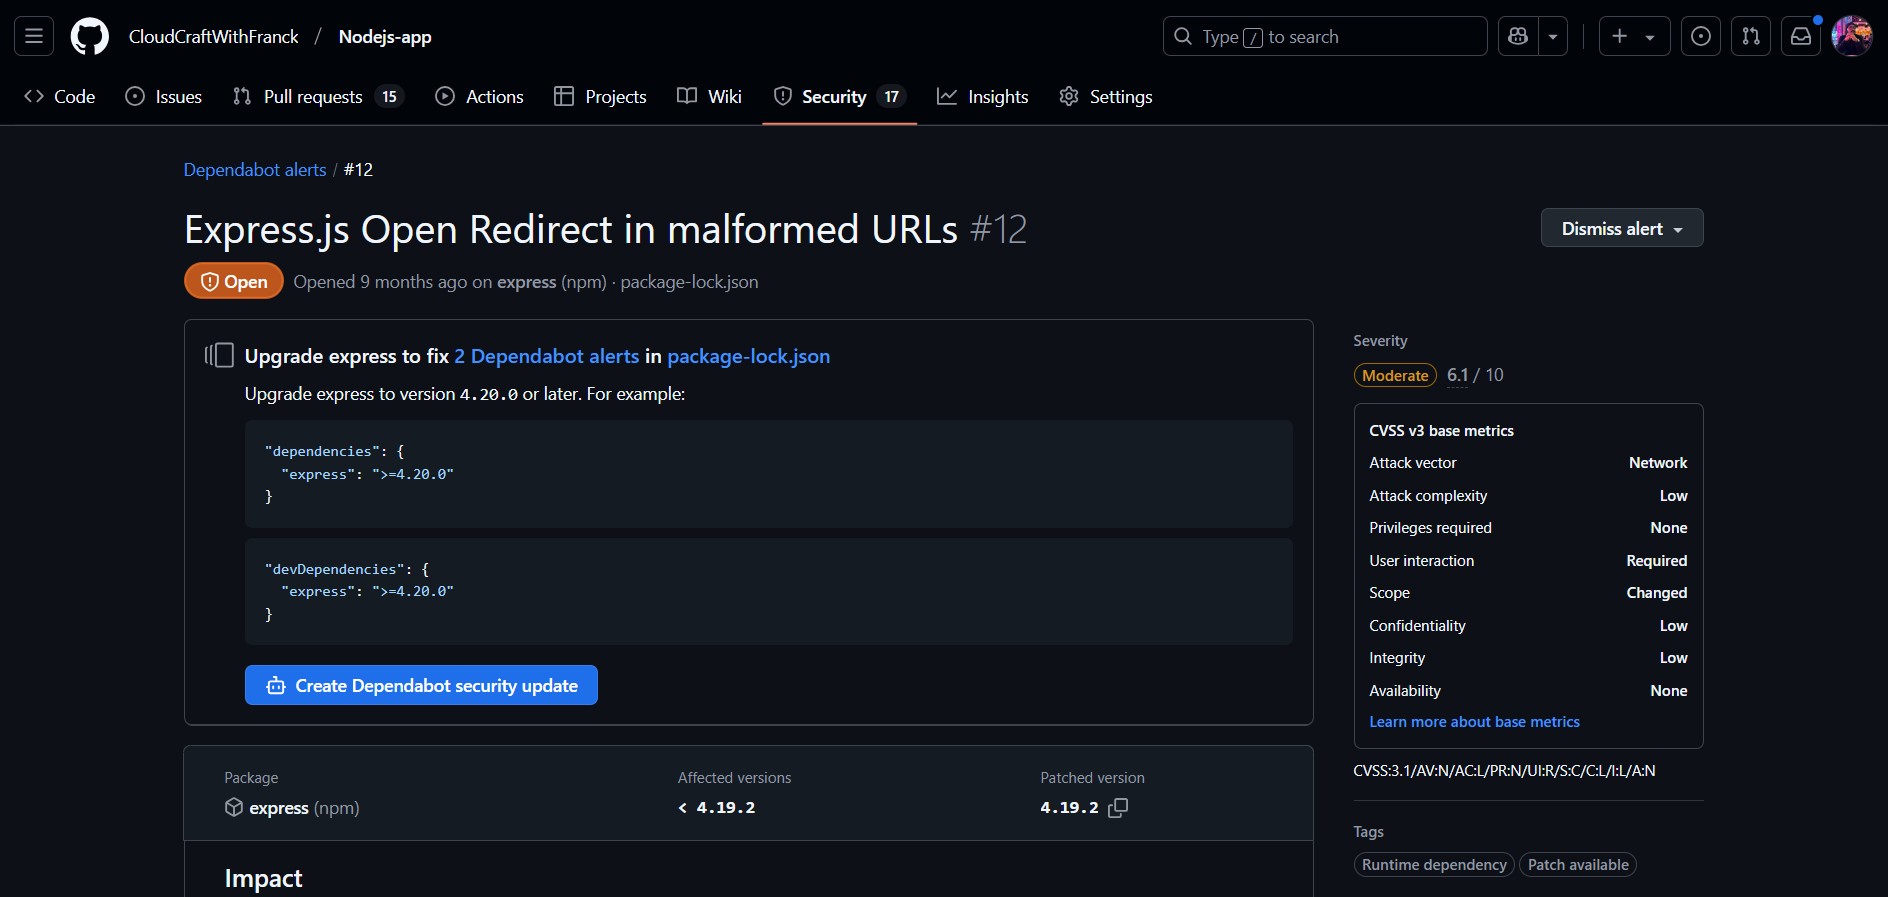 CloudCraftWithFranck / Nodejs-app
Type / to search
Code Issues Pull requests 15 Actions Projects Wiki Security 17 Insights Settings
Dependabot alerts / #12
Express.js Open Redirect in malformed URLs #12
Dismiss alert
Open Opened 9 months ago on express (npm) · package-lock.json
Upgrade express to fix 2 Dependabot alerts in package-lock.json
Upgrade express to version 4.20.0 or later. For example:
"dependencies": {
"express": ">=4.20.0"
}
"devDependencies": {
"express": ">=4.20.0"
}
Create Dependabot security update
Package Affected versions Patched version
express (npm) < 4.19.2 4.19.2
Impact
Severity
Moderate 6.1 / 10
CVSS v3 base metrics
Attack vector Network
Attack complexity Low
Privileges required None
User interaction Required
Scope Changed
Confidentiality Low
Integrity Low
Availability None
Learn more about base metrics
CVSS:3.1/AV:N/AC:L/PR:N/UI:R/S:C/C:L/I:L/A:N
Tags
Runtime dependency Patch available